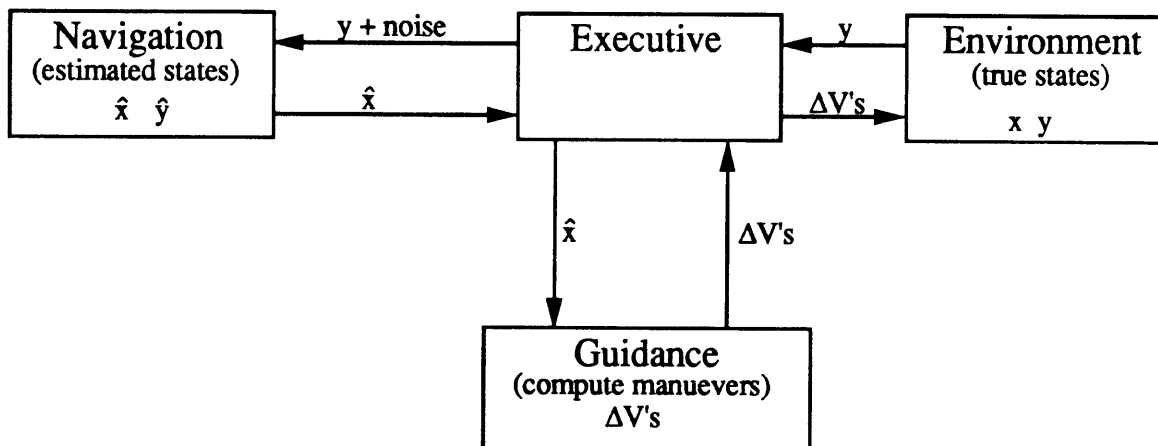 Navigation
(estimated states)
x̂ ŷ
y + noise
x̂
Executive
y
ΔV's
Environment
(true states)
x y
x̂
ΔV's
Guidance
(compute manuevers)
ΔV's